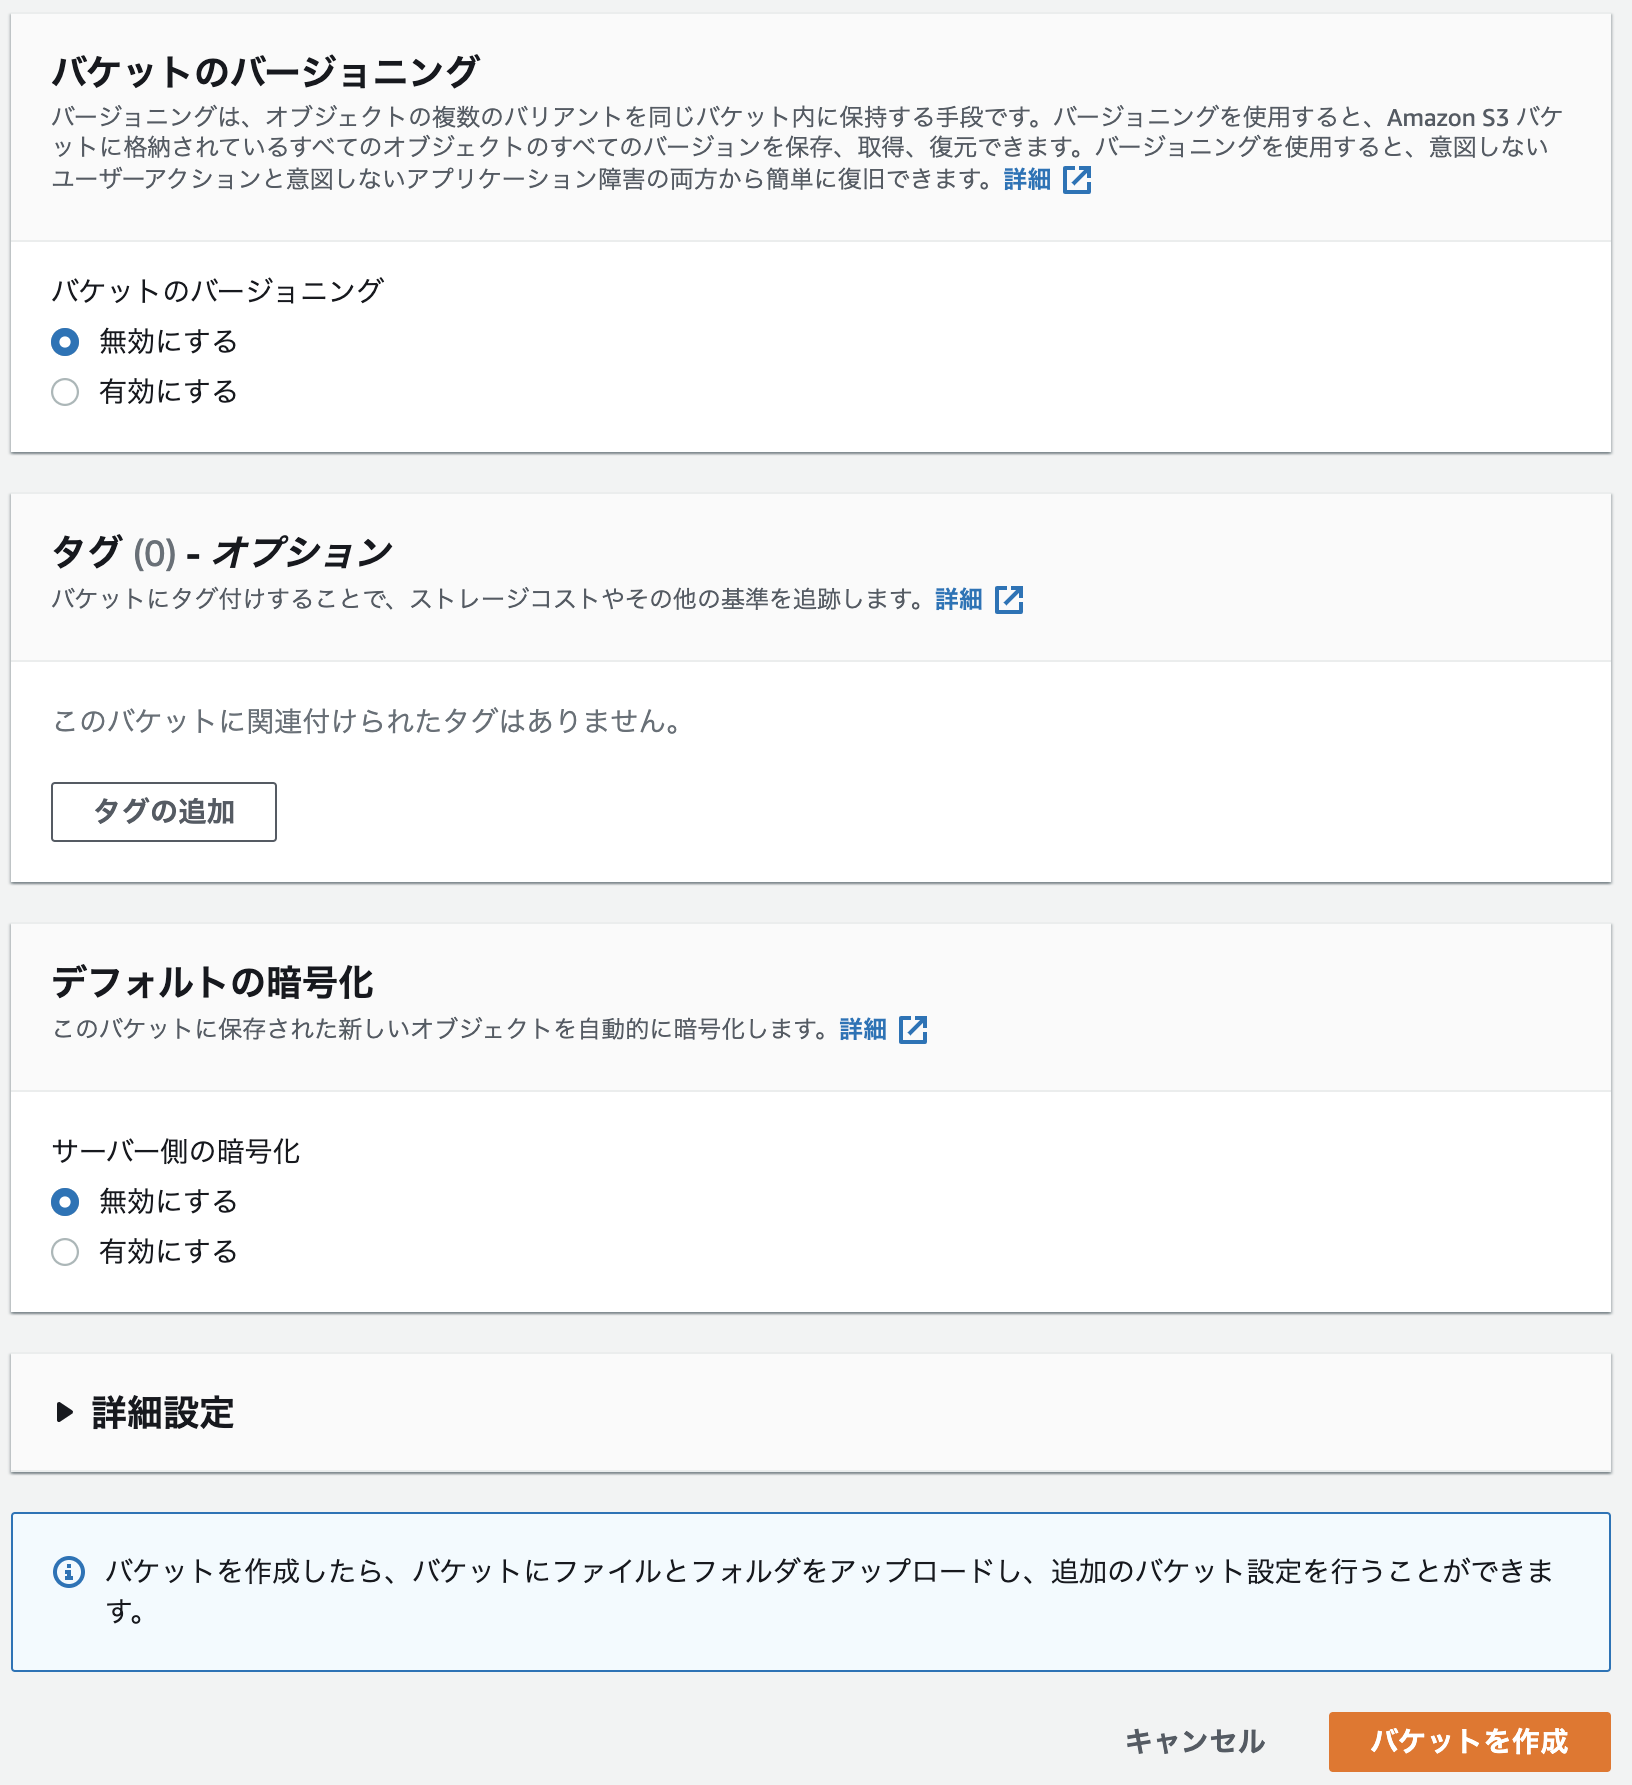 バケットのバージョニング
バージョニングは、オブジェクトの複数のバリアントを同じバケット内に保持する手段です。バージョニングを使用すると、Amazon S3 バケ
ットに格納されているすべてのオブジェクトのすべてのバージョンを保存、取得、復元できます。バージョニングを使用すると、意図しない
ユーザーアクションと意図しないアプリケーション障害の両方から簡単に復旧できます。詳細
バケットのバージョニング
無効にする
有効にする
タグ (0) - オプション
バケットにタグ付けすることで、ストレージコストやその他の基準を追跡します。詳細
このバケットに関連付けられたタグはありません。
タグの追加
デフォルトの暗号化
このバケットに保存された新しいオブジェクトを自動的に暗号化します。詳細
サーバー側の暗号化
無効にする
有効にする
詳細設定
バケットを作成したら、バケットにファイルとフォルダをアップロードし、追加のバケット設定を行うことができま
す。
キャンセル
バケットを作成